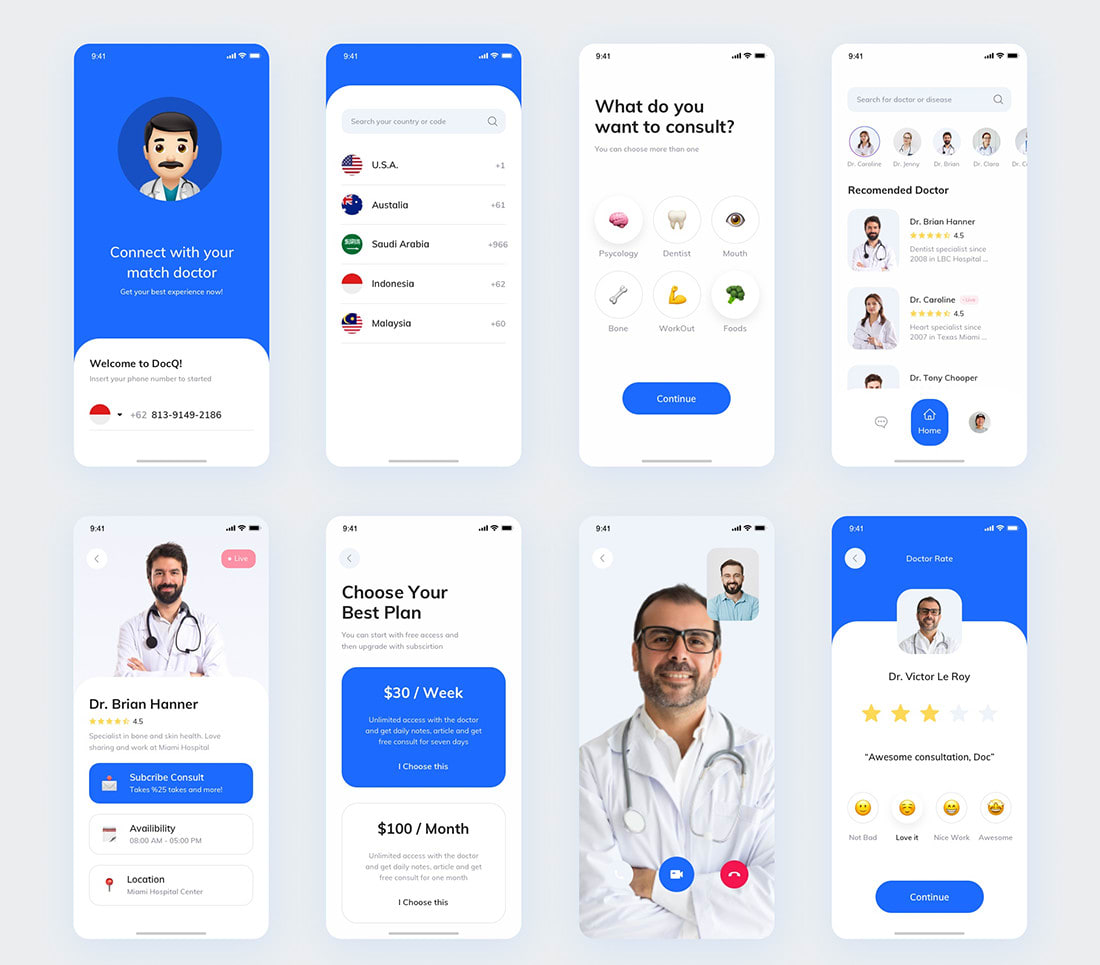 9:41
Connect with your
match doctor
Get your best experience now!
Welcome to DocQ!
Insert your phone number to started
+62 813-9149-2186
9:41
Search your country or code
U.S.A. +1
Austalia +61
Saudi Arabia +966
Indonesia +62
Malaysia +60
9:41
What do you
want to consult?
You can choose more than one
Psycology Dentist Mouth
Bone WorkOut Foods
Continue
9:41
Search for doctor or disease
Dr. Caroline Dr. Jenny Dr. Brian Dr. Clara
Recomended Doctor
Dr. Brian Hanner
4.5
Dentist specialist since
2008 in LBC Hospital ...
Dr. Caroline Live
4.5
Heart specialist since
2007 in Texas Miami ...
Dr. Tony Chooper
Home
9:41
Live
Dr. Brian Hanner
4.5
Specialist in bone and skin health. Love
sharing and work at Miami Hospital
Subcribe Consult
Takes %25 takes and more!
Availibility
08:00 AM - 05:00 PM
Location
Miami Hospital Center
9:41
Choose Your
Best Plan
You can start with free access and
then upgrade with subscirtion
$30 / Week
Unlimited access with the doctor
and get daily notes, article and get
free consult for seven days
I Choose this
$100 / Month
Unlimited access with the doctor
and get daily notes, article and get
free consult for one month
I Choose this
9:41
9:41
Doctor Rate
Dr. Victor Le Roy
“Awesome consultation, Doc”
Not Bad Love it Nice Work Awesome
Continue